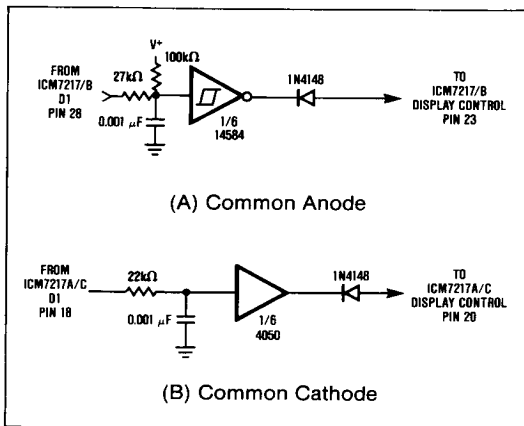 V+
100kΩ
FROM
ICM7217/B
D1
PIN 28
27kΩ
0.001 μF
1/6
14584
1N4148
TO
ICM7217/B
DISPLAY CONTROL
PIN 23
(A) Common Anode
FROM
ICM7217A/C
D1
PIN 18
22kΩ
0.001 μF
1/6
4050
1N4148
TO
ICM7217A/C
DISPLAY CONTROL
PIN 20
(B) Common Cathode